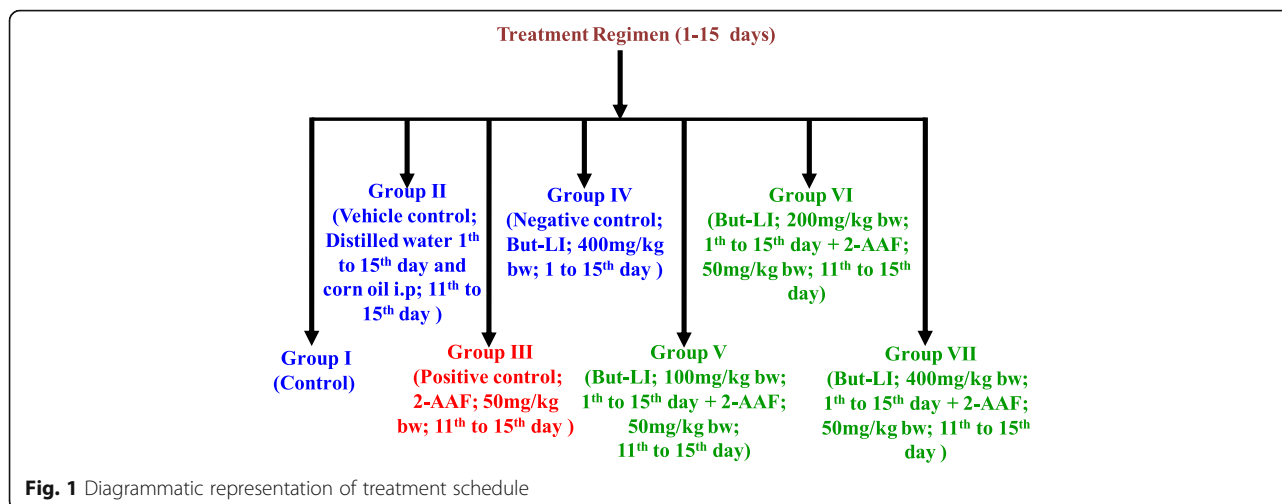 Treatment Regimen (1-15 days)
Group I
(Control)
Group II
(Vehicle control;
Distilled water 1th
to 15th day and
corn oil i.p; 11th to
15th day )
Group III
(Positive control;
2-AAF; 50mg/kg
bw; 11th to 15th day )
Group IV
(Negative control;
But-LI; 400mg/kg
bw; 1 to 15th day )
Group V
(But-LI; 100mg/kg bw;
1th to 15th day + 2-AAF;
50mg/kg bw;
11th to 15th day)
Group VI
(But-LI; 200mg/kg bw;
1th to 15th day + 2-AAF;
50mg/kg bw; 11th to 15th
day)
Group VII
(But-LI; 400mg/kg bw;
1th to 15th day + 2-AAF;
50mg/kg bw; 11th to 15th
day )
Fig. 1 Diagrammatic representation of treatment schedule